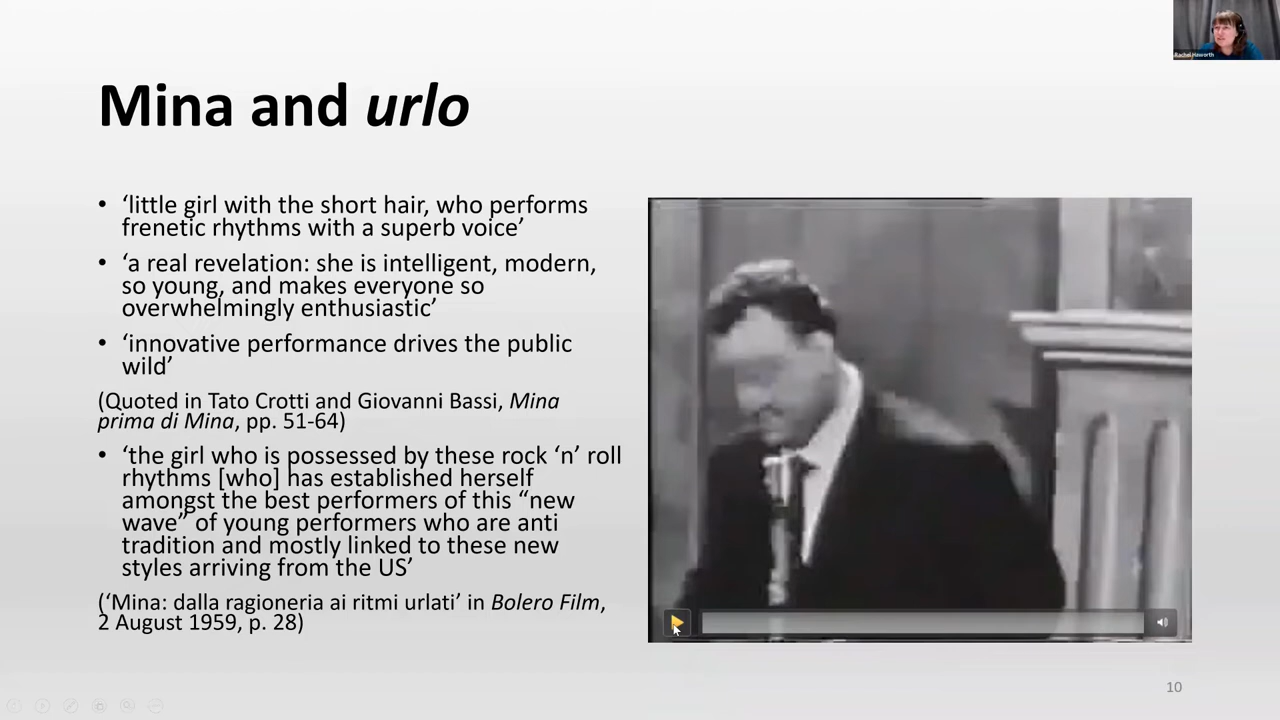 Rachel Haworth
Mina and urlo
• ‘little girl with the short hair, who performs
frenetic rhythms with a superb voice’
• ‘a real revelation: she is intelligent, modern,
so young, and makes everyone so
overwhelmingly enthusiastic’
• ‘innovative performance drives the public
wild’
(Quoted in Tato Crotti and Giovanni Bassi, Mina
prima di Mina, pp. 51-64)
• ‘the girl who is possessed by these rock ‘n’ roll
rhythms [who] has established herself
amongst the best performers of this “new
wave” of young performers who are anti
tradition and mostly linked to these new
styles arriving from the US’
(‘Mina: dalla ragioneria ai ritmi urlati’ in Bolero Film,
2 August 1959, p. 28)
10